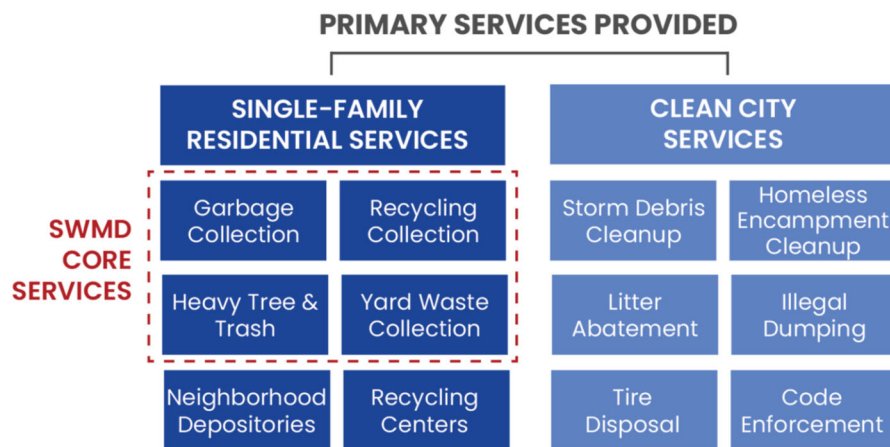 PRIMARY SERVICES PROVIDED
SINGLE-FAMILY
RESIDENTIAL SERVICES
CLEAN CITY
SERVICES
SWMD
CORE
SERVICES
Garbage
Collection
Recycling
Collection
Storm Debris
Cleanup
Homeless
Encampment
Cleanup
Heavy Tree &
Trash
Yard Waste
Collection
Litter
Abatement
Illegal
Dumping
Neighborhood
Depositories
Recycling
Centers
Tire
Disposal
Code
Enforcement